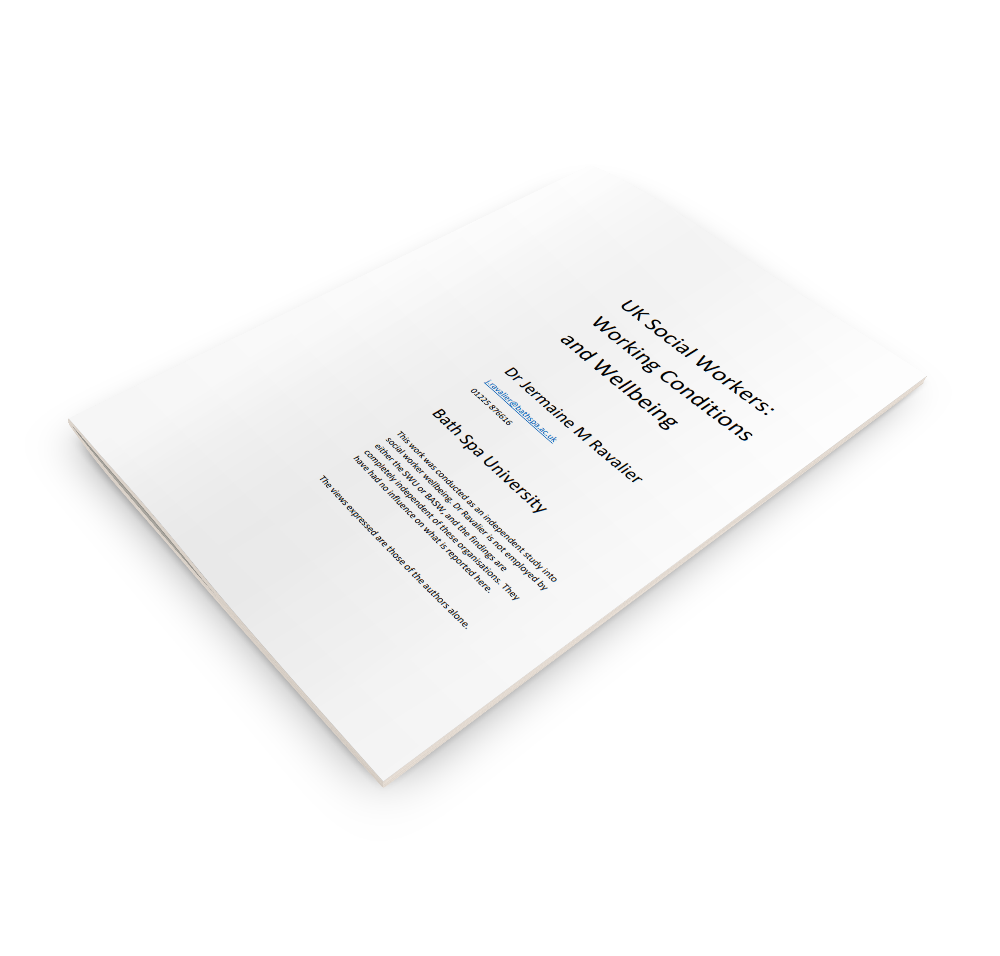 UK Social Workers:
Working Conditions
and Wellbeing
Dr Jermaine M Ravalier
j.ravalier@bathspa.ac.uk
01225 876616
Bath Spa University
This work was conducted as an independent study into
social worker wellbeing. Dr Ravalier is not employed by
either the SWU or BASW, and the findings are
completely independent of these organisations. They
have had no influence on what is reported here.
The views expressed are those of the authors alone.